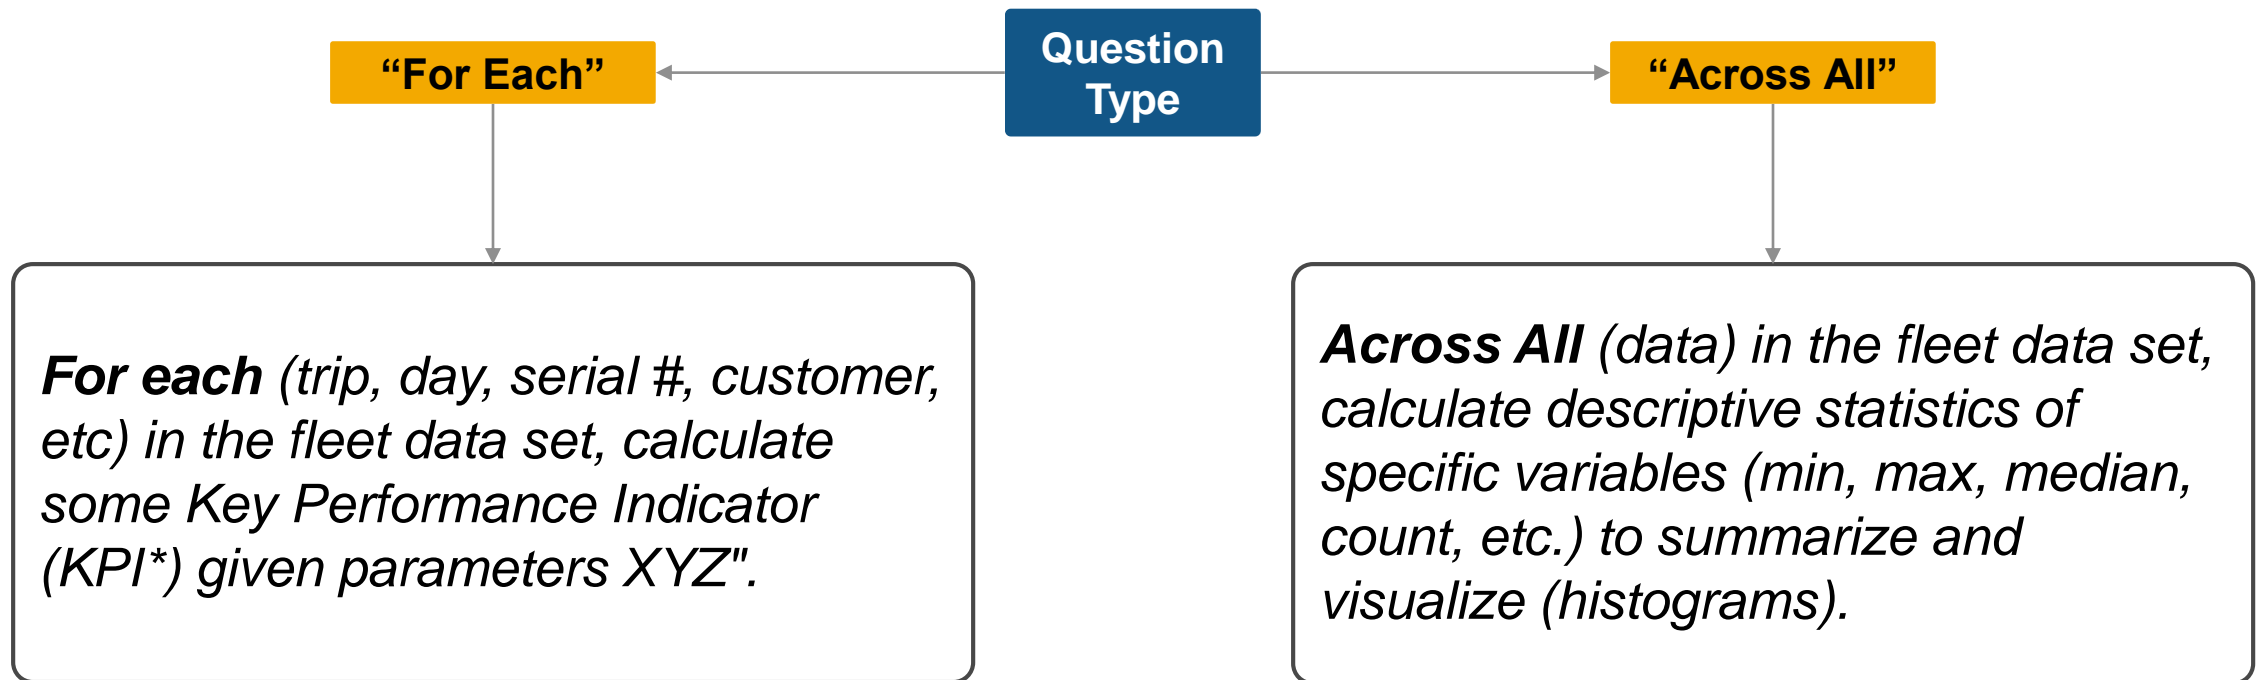 “For Each”
Question
Type
“Across All”
For each (trip, day, serial #, customer,
etc) in the fleet data set, calculate
some Key Performance Indicator
(KPI*) given parameters XYZ".
Across All (data) in the fleet data set,
calculate descriptive statistics of
specific variables (min, max, median,
count, etc.) to summarize and
visualize (histograms).